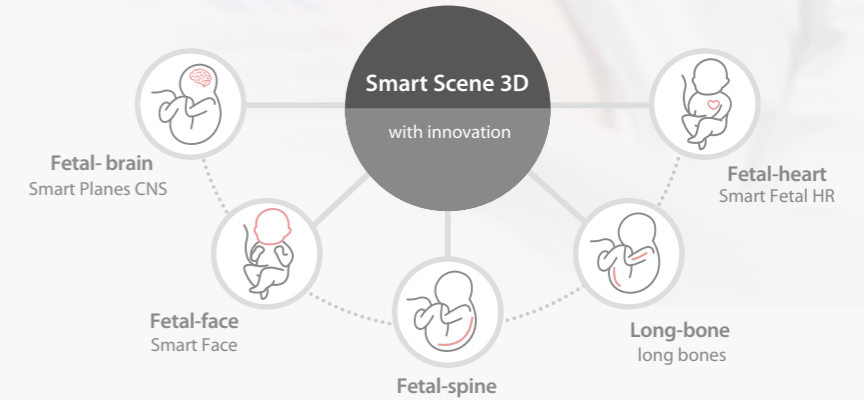 Smart Scene 3D
with innovation
Fetal- brain
Smart Planes CNS
Fetal-heart
Smart Fetal HR
Fetal-face
Smart Face
Long-bone
long bones
Fetal-spine